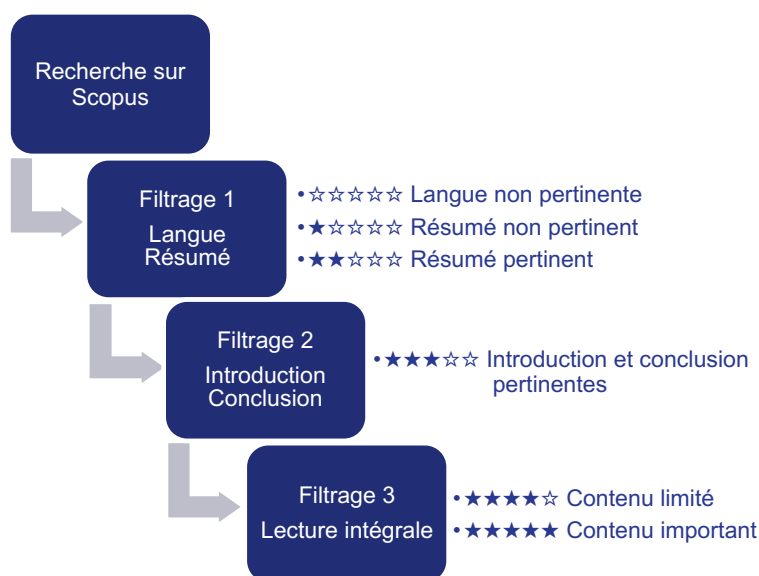 Recherche sur
Scopus
Filtrage 1
Langue
Résumé
•☆☆☆☆☆ Langue non pertinente
•★☆☆☆☆ Résumé non pertinent
•★★☆☆☆ Résumé pertinent
Filtrage 2
Introduction
Conclusion
•★★★☆☆ Introduction et conclusion
pertinentes
Filtrage 3
Lecture intégrale
•★★★★☆ Contenu limité
•★★★★★ Contenu important